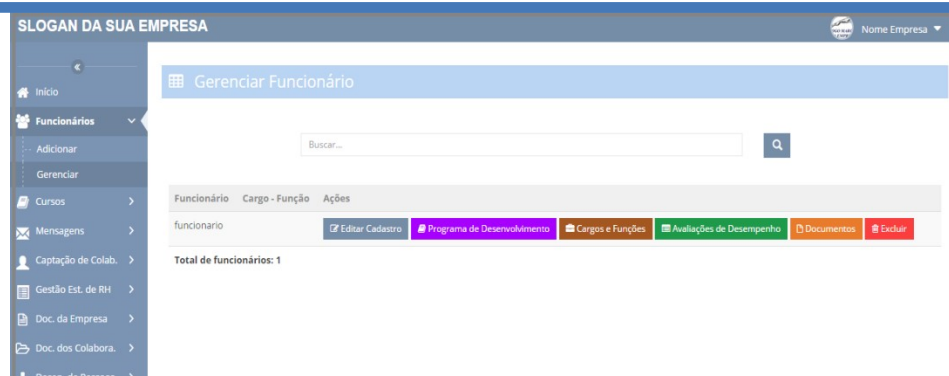 SLOGAN DA SUA EMPRESA
Nome Empresa
Início
Funcionários
Adicionar
Gerenciar
Cursos
Mensagens
Captação de Colab.
Gestão Est. de RH
Doc. da Empresa
Doc. dos Colabora.
Gerenciar Funcionário
Buscar...
Funcionário Cargo - Função Ações
funcionario Editar Cadastro Programa de Desenvolvimento Cargos e Funções Avaliações de Desempenho Documentos Excluir
Total de funcionários: 1